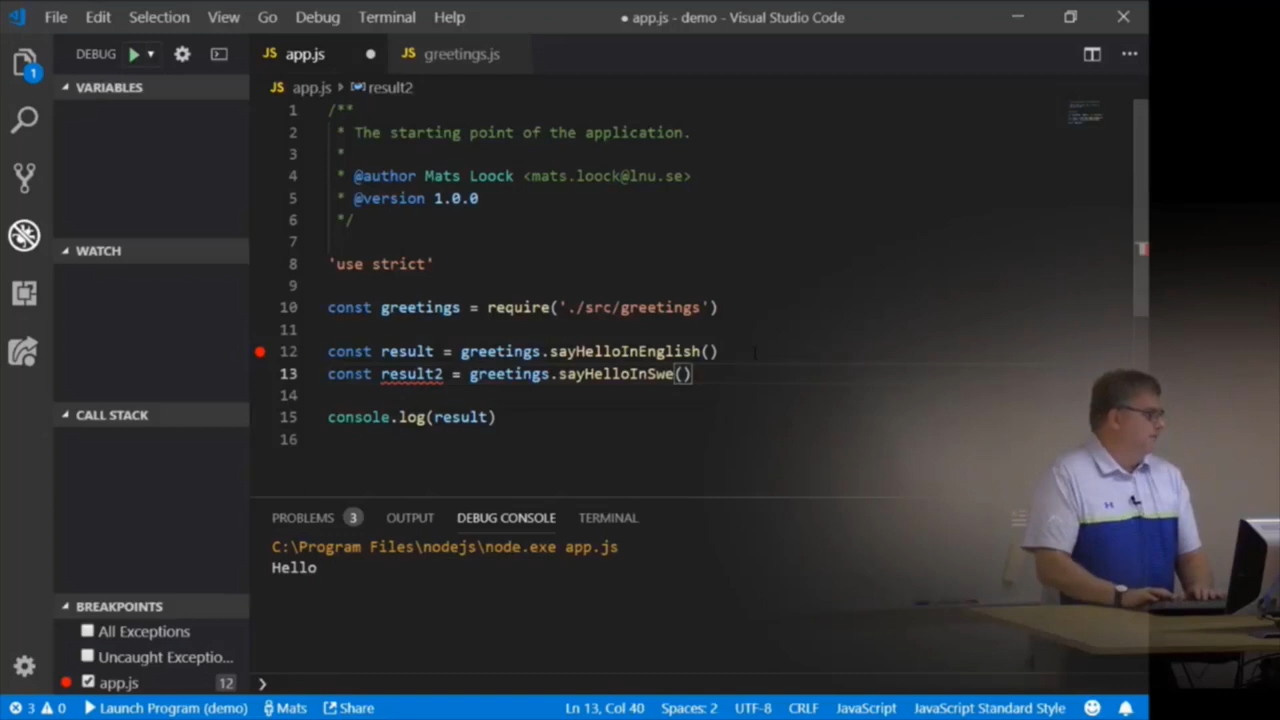 File Edit Selection View Go Debug Terminal Help ● app.js - demo - Visual Studio Code
DEBUG
JS app.js ● JS greetings.js
1
VARIABLES
JS app.js result2
1 /**
2 * The starting point of the application.
3 *
4 * @author Mats Loock <mats.loock@lnu.se>
5 * @version 1.0.0
6 */
7
8 'use strict'
9
10 const greetings = require('./src/greetings')
11
12 const result = greetings.sayHelloInEnglish()
13 const result2 = greetings.sayHelloInSwe()
14
15 console.log(result)
16
WATCH
CALL STACK
BREAKPOINTS
All Exceptions
Uncaught Exceptio...
app.js 12
PROBLEMS 3 OUTPUT DEBUG CONSOLE TERMINAL
C:\Program Files\nodejs\node.exe app.js
Hello
3 0 Launch Program (demo) Mats Share Ln 13, Col 40 Spaces: 2 UTF-8 CRLF JavaScript JavaScript Standard Style